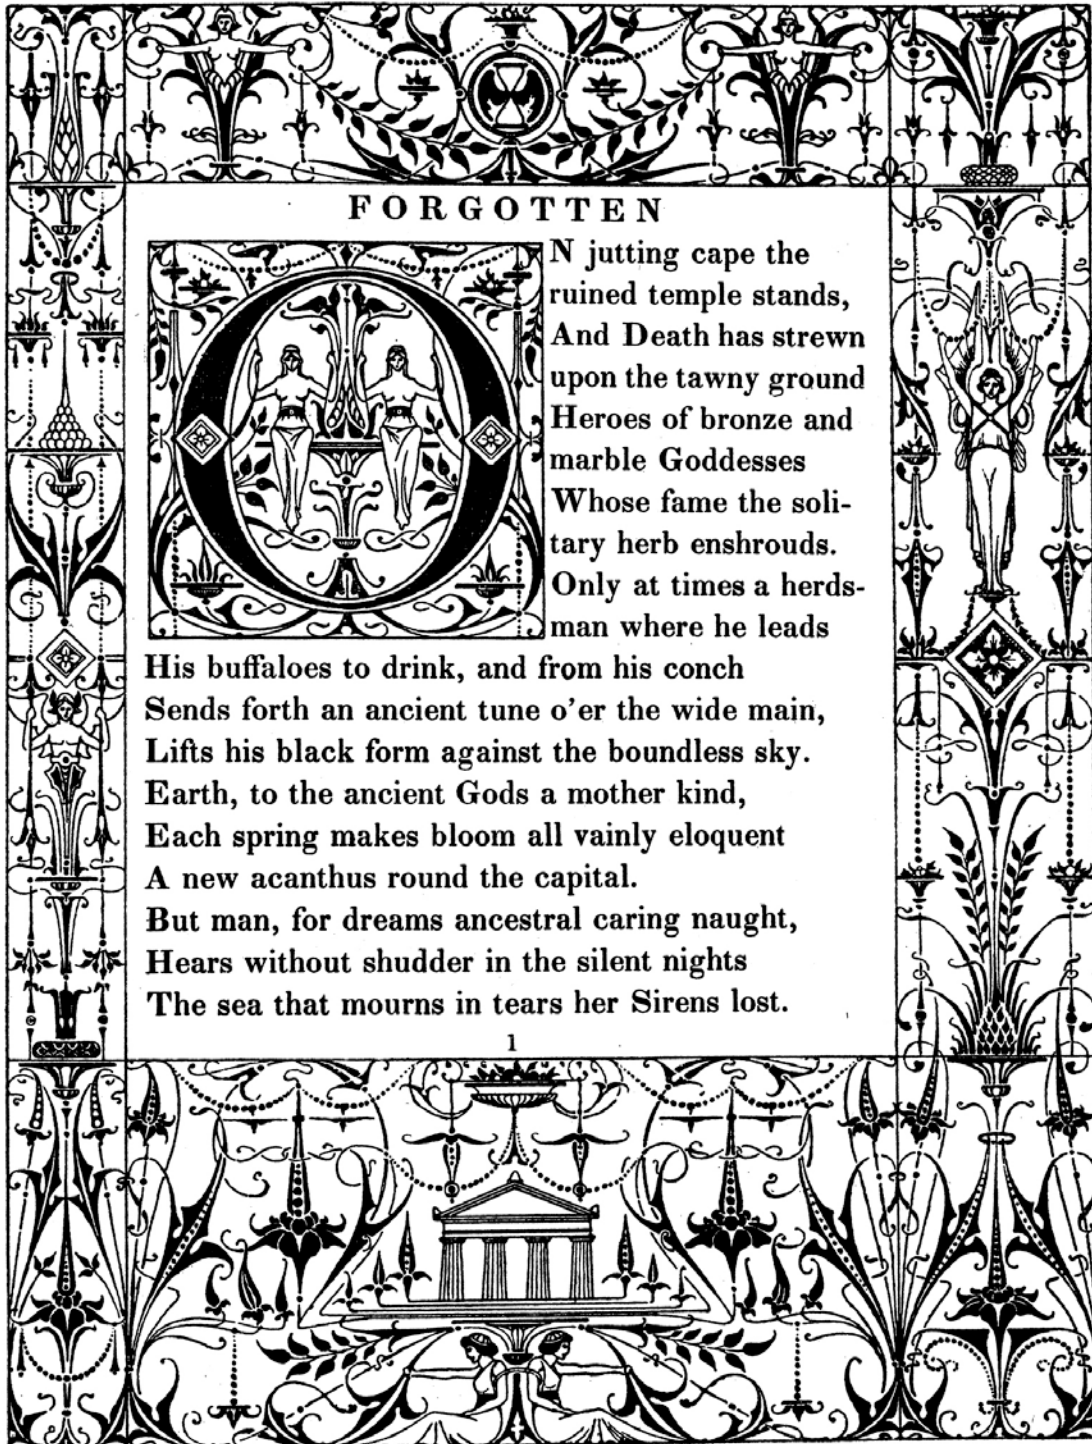 FORGOTTEN
ON jutting cape the
ruined temple stands,
And Death has strewn
upon the tawny ground
Heroes of bronze and
marble Goddesses
Whose fame the soli-
tary herb enshrouds.
Only at times a herds-
man where he leads
His buffaloes to drink, and from his conch
Sends forth an ancient tune o'er the wide main,
Lifts his black form against the boundless sky.
Earth, to the ancient Gods a mother kind,
Each spring makes bloom all vainly eloquent
A new acanthus round the capital.
But man, for dreams ancestral caring naught,
Hears without shudder in the silent nights
The sea that mourns in tears her Sirens lost.
1